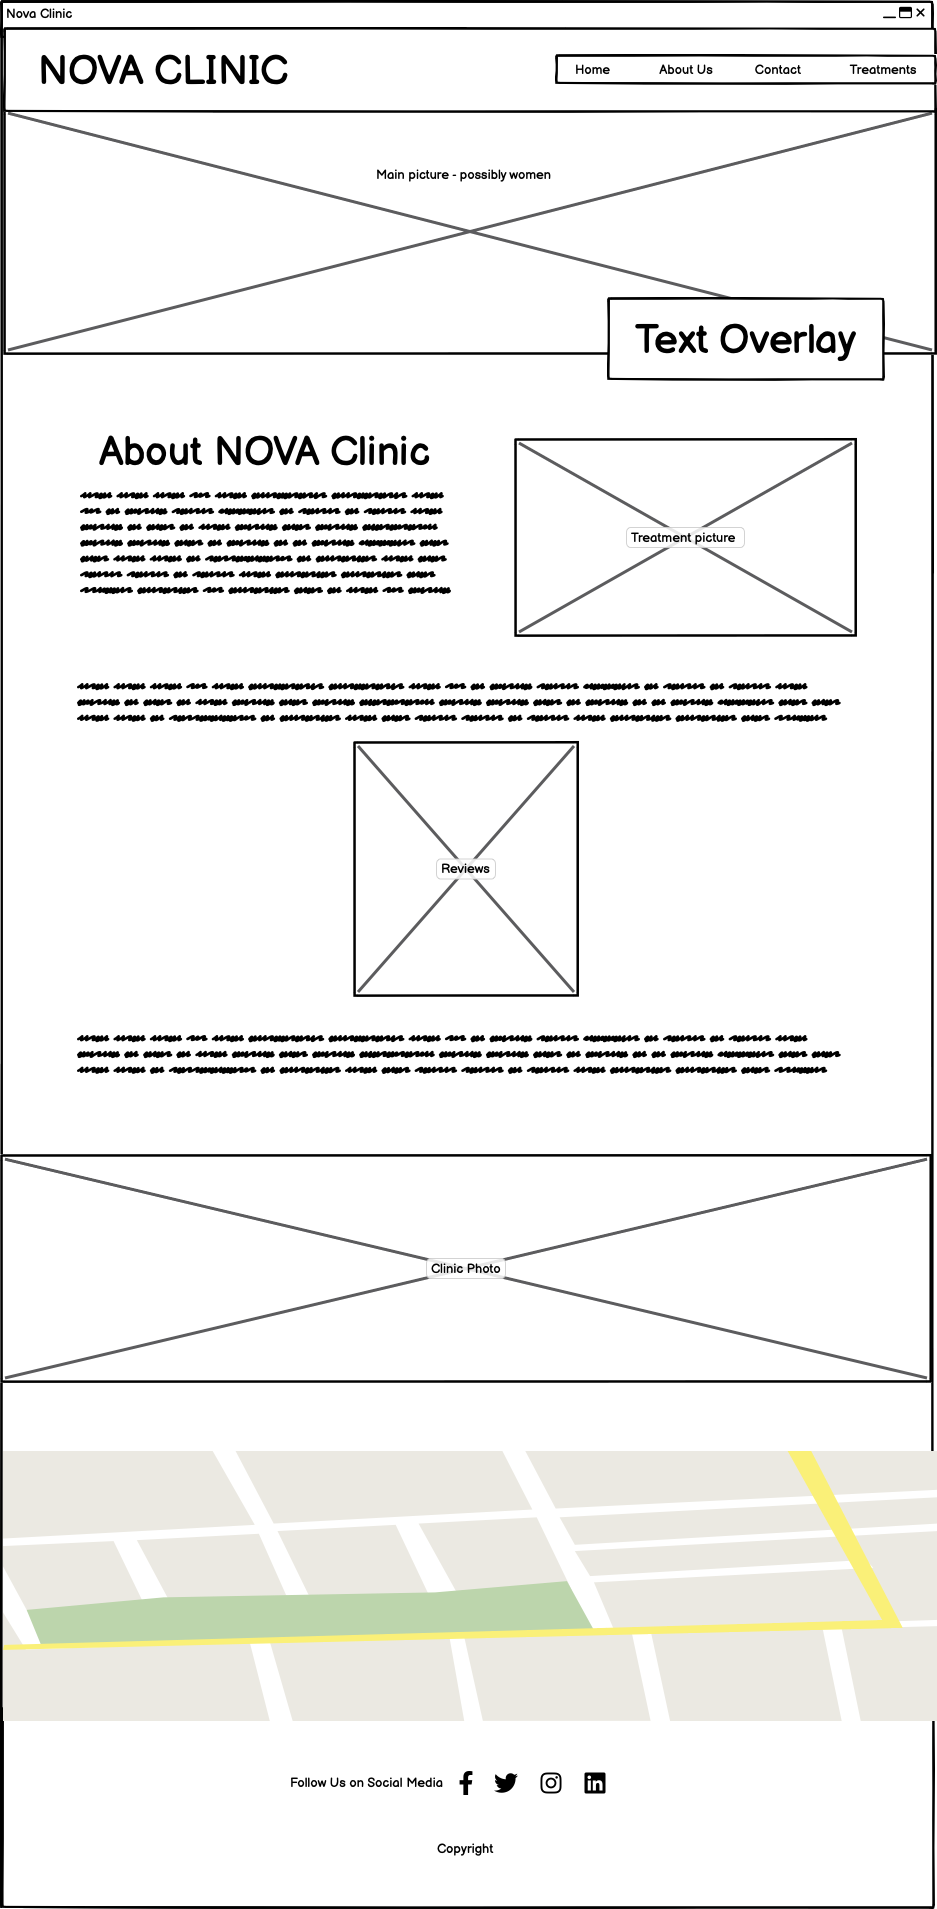 Nova Clinic
NOVA CLINIC
Home About Us Contact Treatments
Main picture - possibly women
Text Overlay
About NOVA Clinic
Treatment picture
Reviews
Clinic Photo
Follow Us on Social Media
Copyright